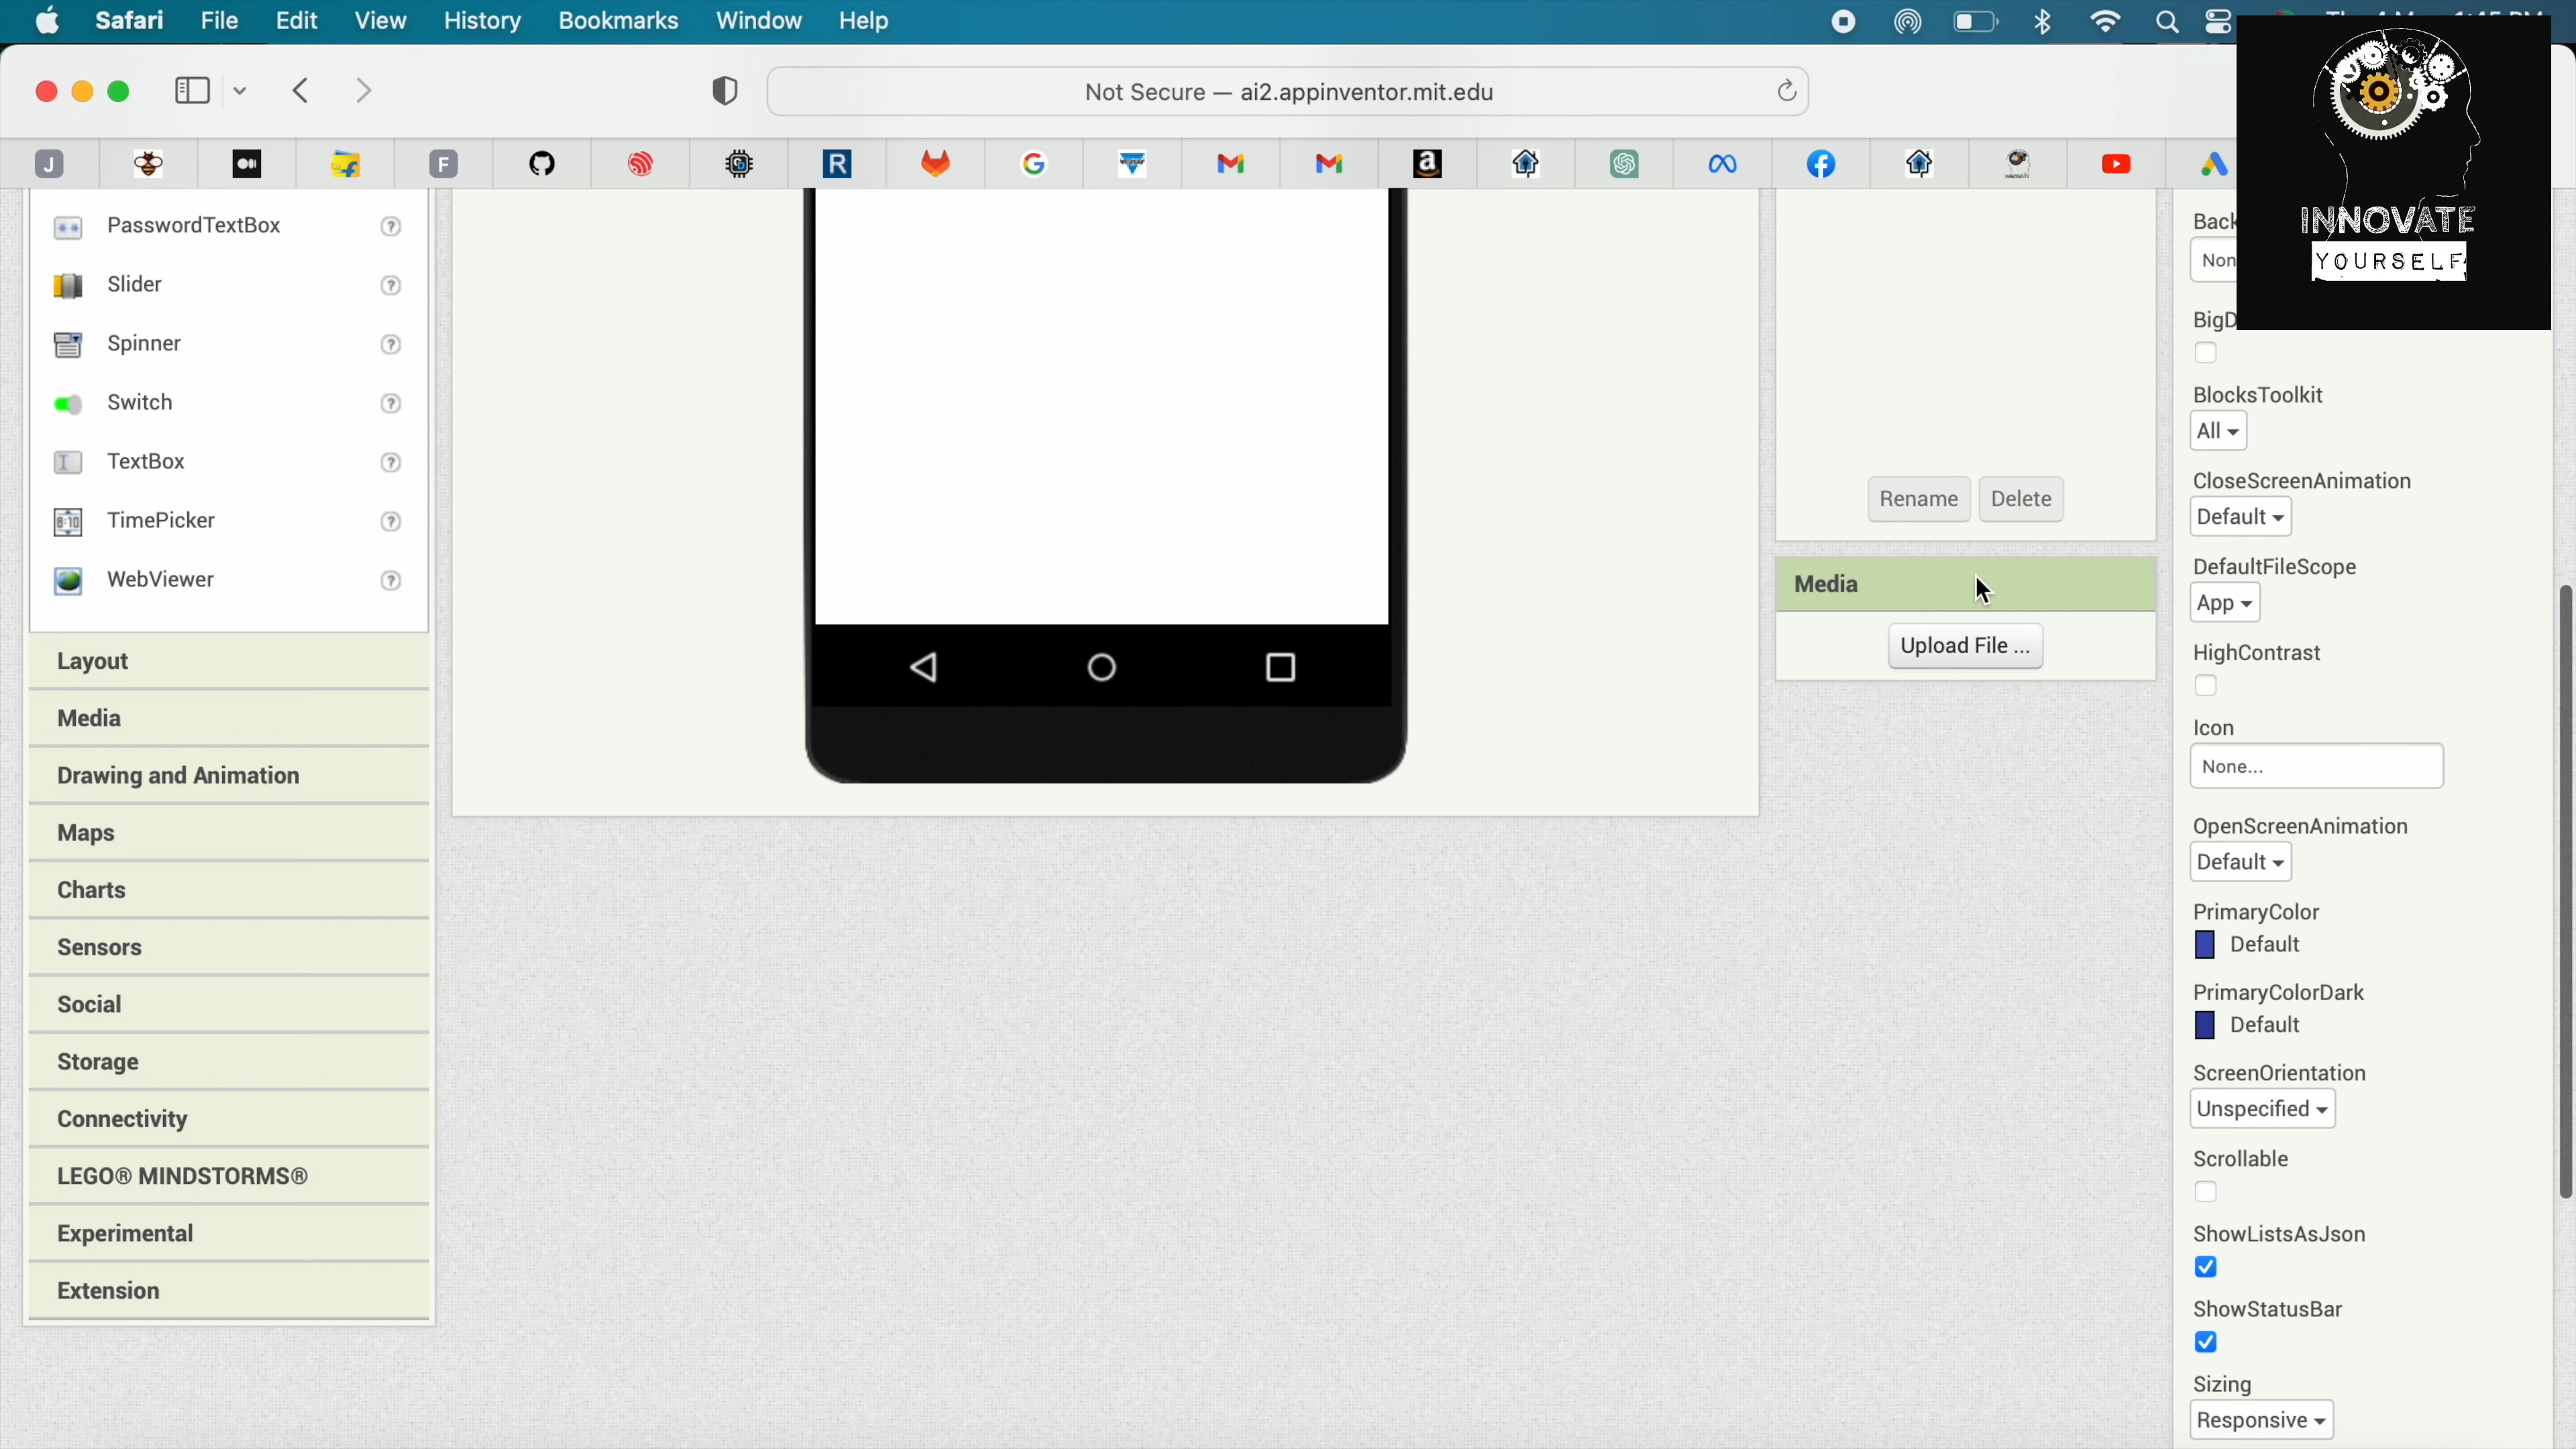 Safari File Edit View History Bookmarks Window Help
Not Secure — ai2.appinventor.mit.edu
J F R G a
PasswordTextBox ?
Slider ?
Spinner ?
Switch ?
TextBox ?
TimePicker ?
WebViewer ?
Layout
Media
Drawing and Animation
Maps
Charts
Sensors
Social
Storage
Connectivity
LEGO® MINDSTORMS®
Experimental
Extension
Rename Delete
Media
Upload File ...
INNOVATE
YOURSELF
BlocksToolkit
All
CloseScreenAnimation
Default
DefaultFileScope
App
HighContrast
Icon
None...
OpenScreenAnimation
Default
PrimaryColor
Default
PrimaryColorDark
Default
ScreenOrientation
Unspecified
Scrollable
ShowListsAsJson
ShowStatusBar
Sizing
Responsive